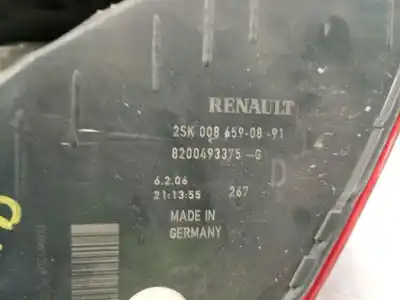 RENAULT
2SK 008 659-08-91
8200493375-G
D
6.2.06
21:13:55 267
MADE IN
GERMANY